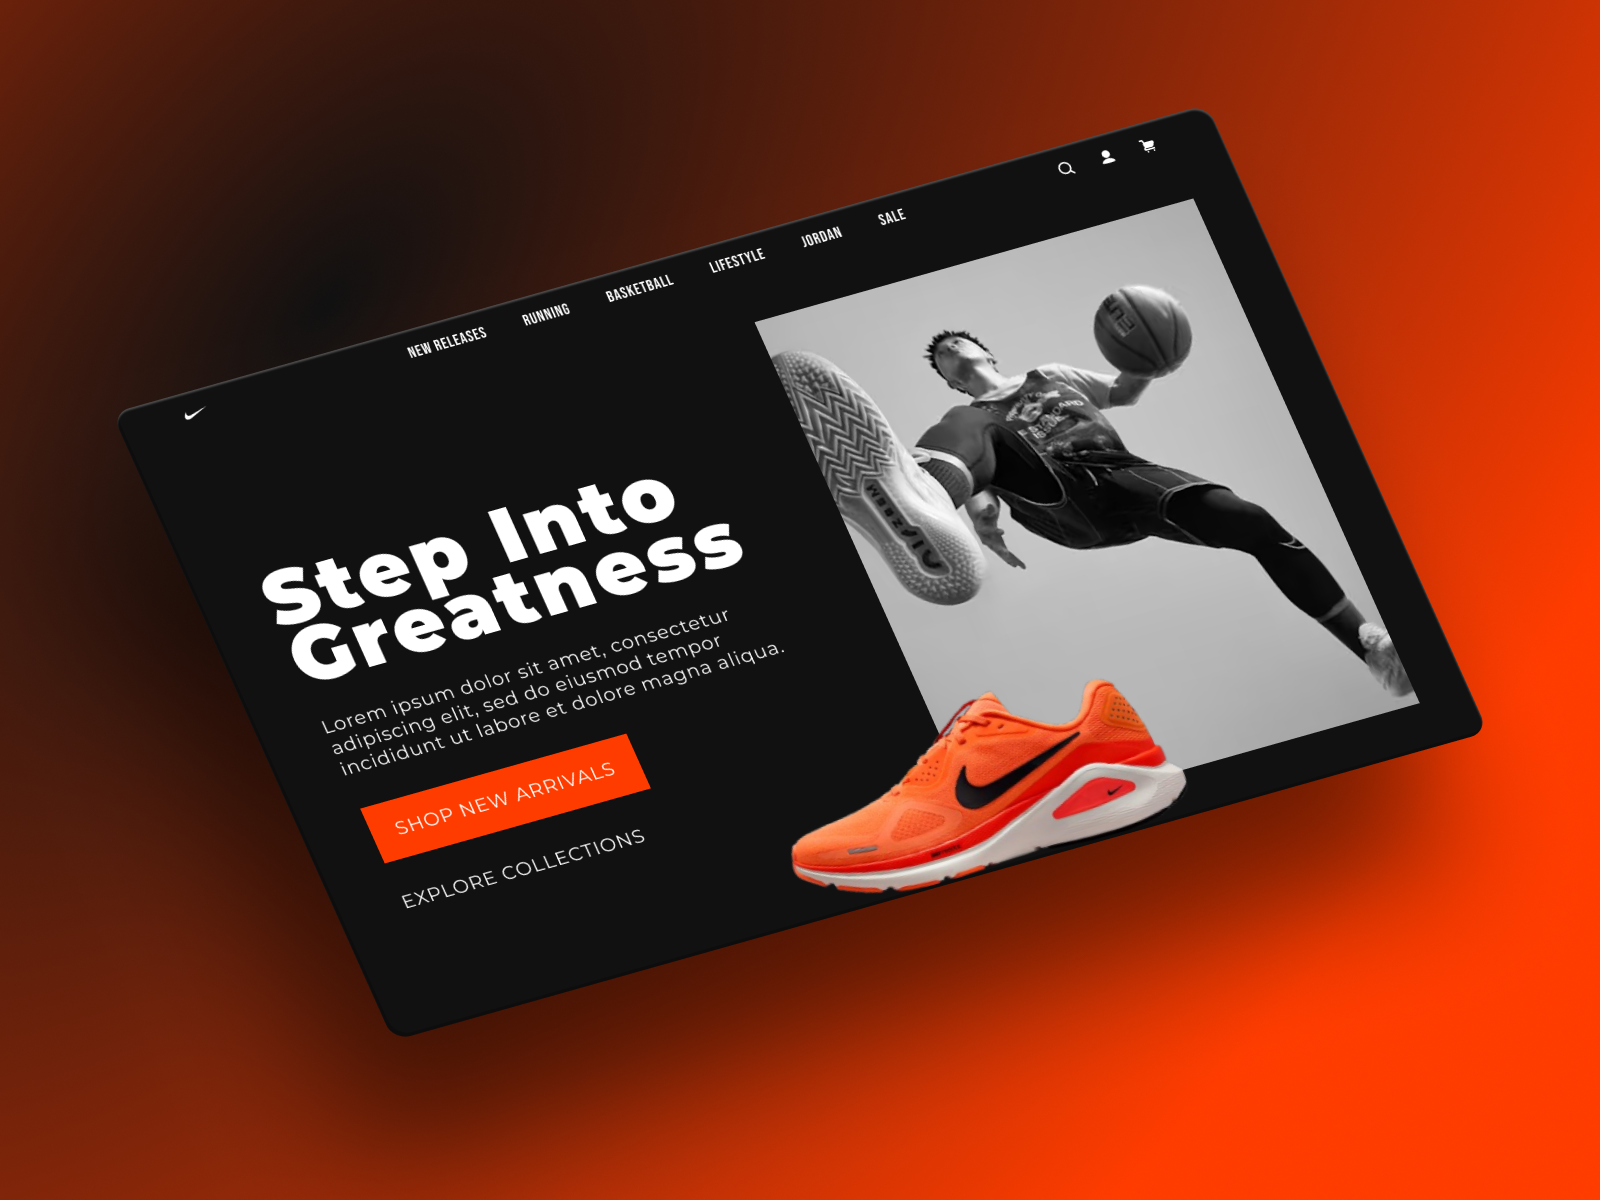 NEW RELEASES
RUNNING
BASKETBALL
LIFESTYLE
JORDAN
SALE
Step Into
Greatness
Lorem ipsum dolor sit amet, consectetur
adipiscing elit, sed do eiusmod tempor
incididunt ut labore et dolore magna aliqua.
SHOP NEW ARRIVALS
EXPLORE COLLECTIONS